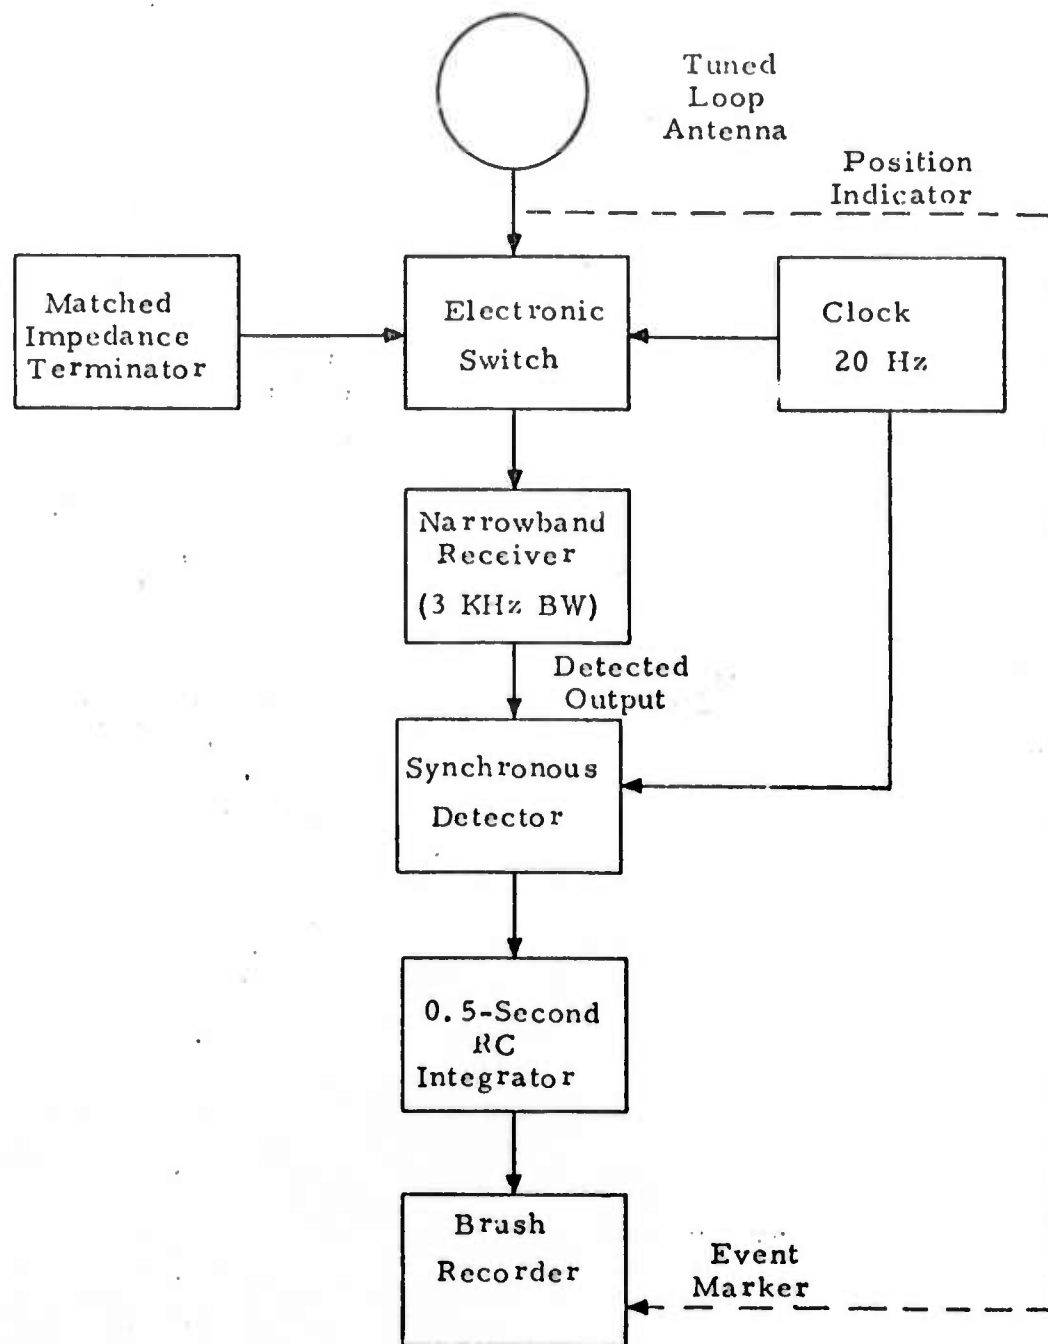 Tuned
Loop
Antenna
Position
Indicator
Matched
Impedance
Terminator
Electronic
Switch
Clock
20 Hz
Narrowband
Receiver
(3 KHz BW)
Detected
Output
Synchronous
Detector
0.5-Second
RC
Integrator
Brush
Recorder
Event
Marker